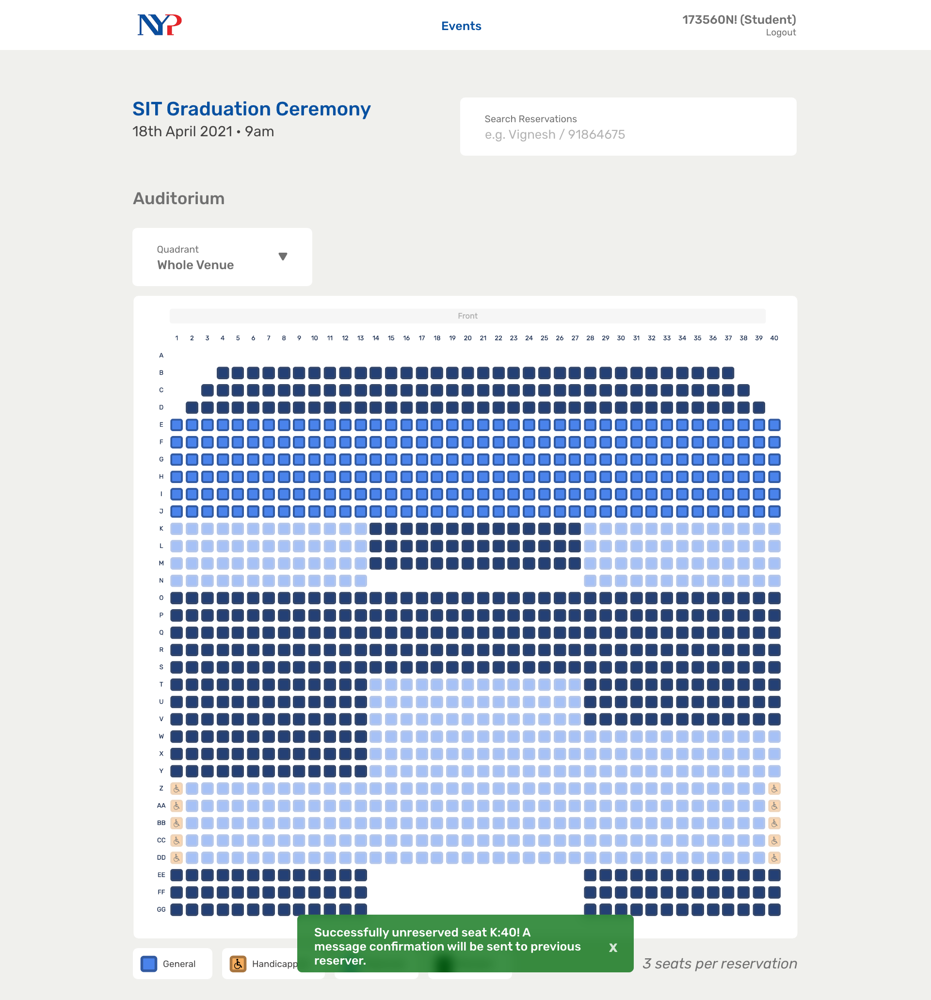 NYP
Events
173560N! (Student)
Logout
SIT Graduation Ceremony
18th April 2021 • 9am
Search Reservations
e.g. Vignesh / 91864675
Auditorium
Quadrant
Whole Venue
Front
1 2 3 4 5 6 7 8 9 10 11 12 13 14 15 16 17 18 19 20 21 22 23 24 25 26 27 28 29 30 31 32 33 34 35 36 37 38 39 40
A
B
C
D
E
F
G
H
I
J
K
L
M
N
O
P
Q
R
S
T
U
V
W
X
Y
Z
AA
BB
CC
DD
EE
FF
GG
Successfully unreserved seat K:40! A
message confirmation will be sent to previous
reserver.
x
General
Handicapp
3 seats per reservation